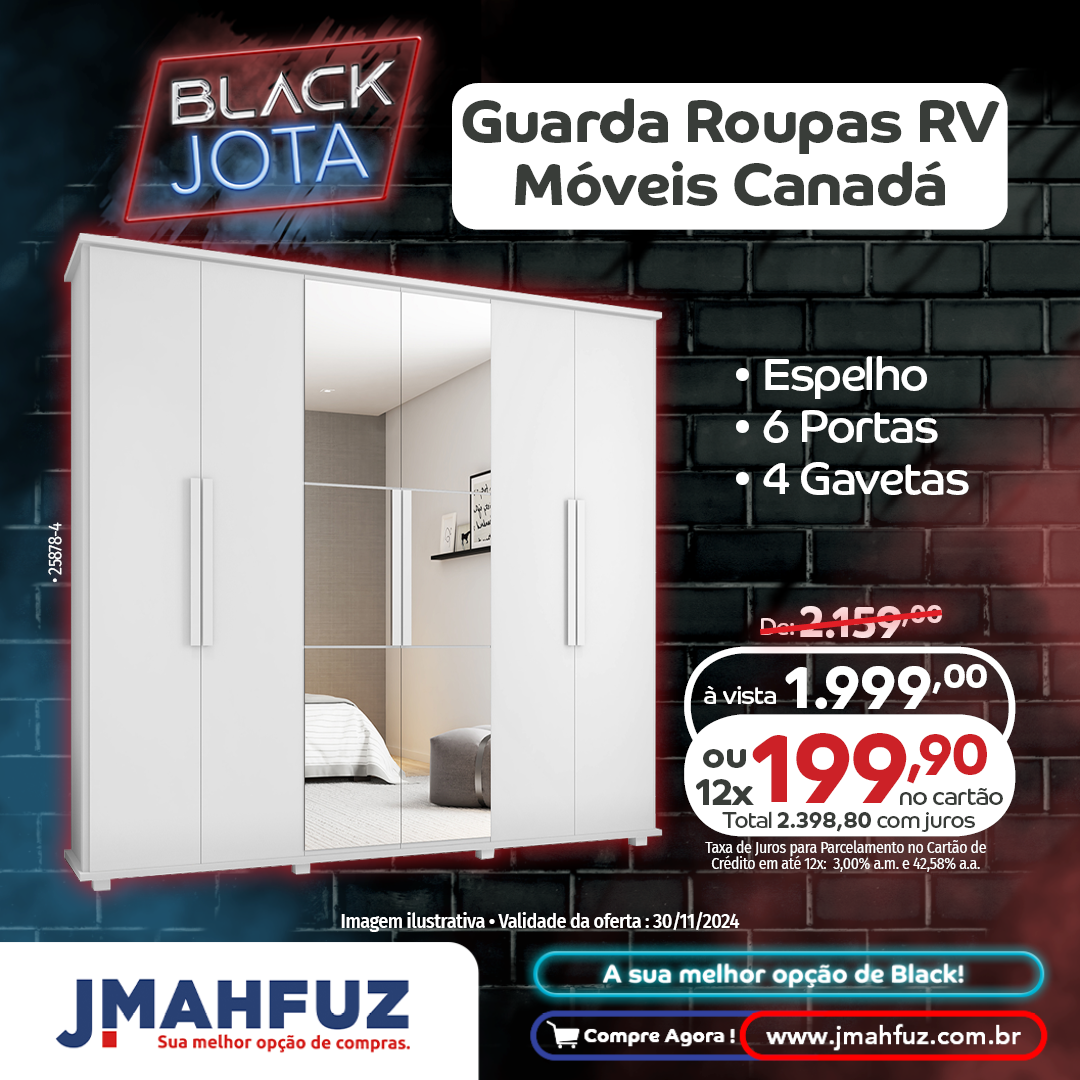 BLACK
JOTA
Guarda Roupas RV
Móveis Canadá
• Espelho
• 6 Portas
• 4 Gavetas
• 25878-4
De: 2.159,00
à vista 1.999,00
ou
12x 199,90
no cartão
Total 2.398,80 com juros
Taxa de Juros para Parcelamento no Cartão de
Crédito em até 12x: 3,00% a.m. e 42,58% a.a.
Imagem ilustrativa • Validade da oferta : 30/11/2024
JMAHFUZ
Sua melhor opção de compras.
A sua melhor opção de Black!
Compre Agora !
www.jmahfuz.com.br